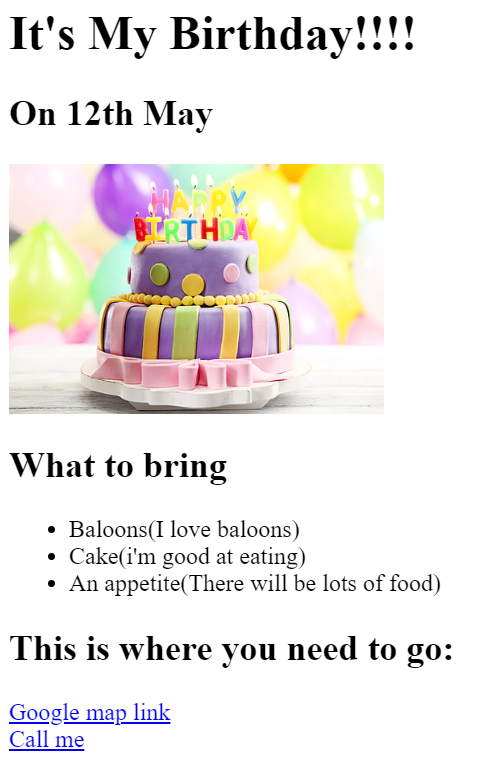 It's My Birthday!!!!
On 12th May
HAPPY
BIRTHDAY
What to bring
Baloons(I love baloons)
Cake(i'm good at eating)
An appetite(There will be lots of food)
This is where you need to go:
Google map link
Call me